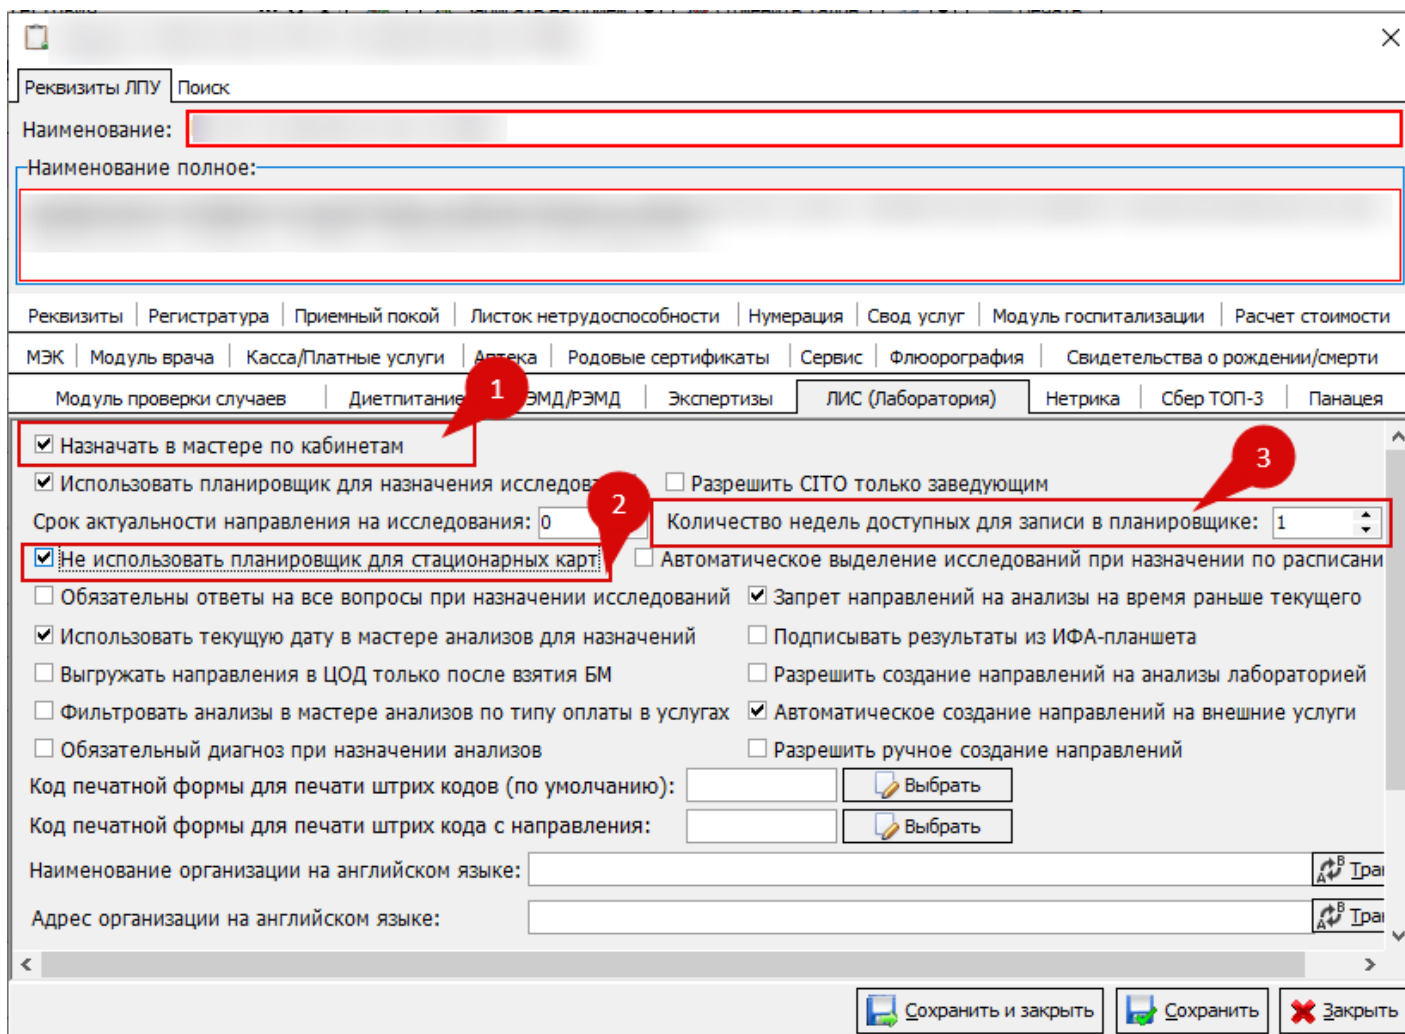 Реквизиты ЛПУ Поиск
Наименование:
Наименование полное:
Реквизиты Регистратура Приемный покой Листок нетрудоспособности Нумерация Свод услуг Модуль госпитализации Расчет стоимости
МЭК Модуль врача Касса/Платные услуги Аптека Родовые сертификаты Сервис Флюорография Свидетельства о рождении/смерти
Модуль проверки случаев Диетпитание ЭМД/РЭМД Экспертизы ЛИС (Лаборатория) Нетрика Сбер ТОП-3 Панацея
1
Назначать в мастере по кабинетам
3
Использовать планировщик для назначения Разрешить CITO только заведующим
2
Срок актуальности направления на исследования: 0 Количество недель доступных для записи в планировщике: 1
Не использовать планировщик для стационарных карт Автоматическое выделение исследований при назначении по расписани
Обязательны ответы на все вопросы при назначении исследований Запрет направлений на анализы на время раньше текущего
Использовать текущую дату в мастере анализов для назначений Подписывать результаты из ИФА-планшета
Выгружать направления в ЦОД только после взятия БМ Разрешить создание направлений на анализы лабораторией
Фильтровать анализы в мастере анализов по типу оплаты в услугах Автоматическое создание направлений на внешние услуги
Обязательный диагноз при назначении анализов Разрешить ручное создание направлений
Код печатной формы для печати штрих кодов (по умолчанию): Выбрать
Код печатной формы для печати штрих кода с направления: Выбрать
Наименование организации на английском языке: Тран
Адрес организации на английском языке: Тран
Сохранить и закрыть Сохранить Закрыть